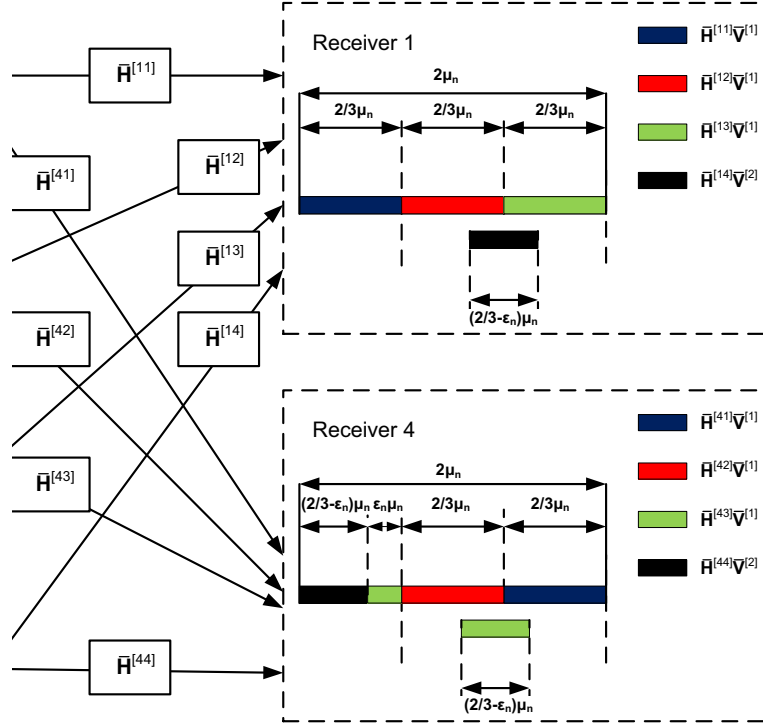 H̄[11]
H̄[41]
H̄[12]
H̄[13]
H̄[42]
H̄[14]
H̄[43]
H̄[44]
Receiver 1
2μn
2/3μn 2/3μn 2/3μn
(2/3-εn)μn
H̄[11]V̄[1]
H̄[12]V̄[1]
H̄[13]V̄[1]
H̄[14]V̄[2]
Receiver 4
2μn
(2/3-εn)μn εnμn 2/3μn 2/3μn
(2/3-εn)μn
H̄[41]V̄[1]
H̄[42]V̄[1]
H̄[43]V̄[1]
H̄[44]V̄[2]